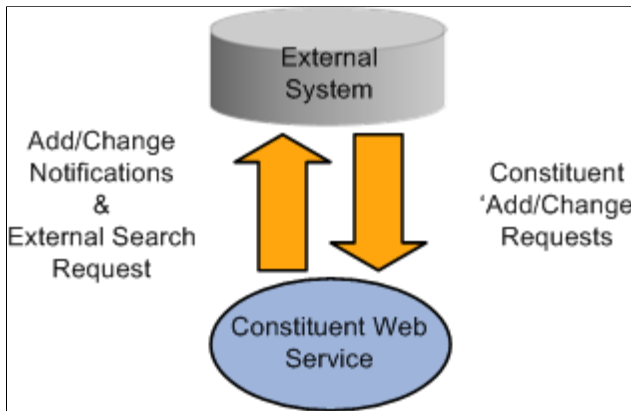 External
System
Add/Change
Notifications
&
External Search
Request
Constituent
‘Add/Change
Requests
Constituent Web
Service